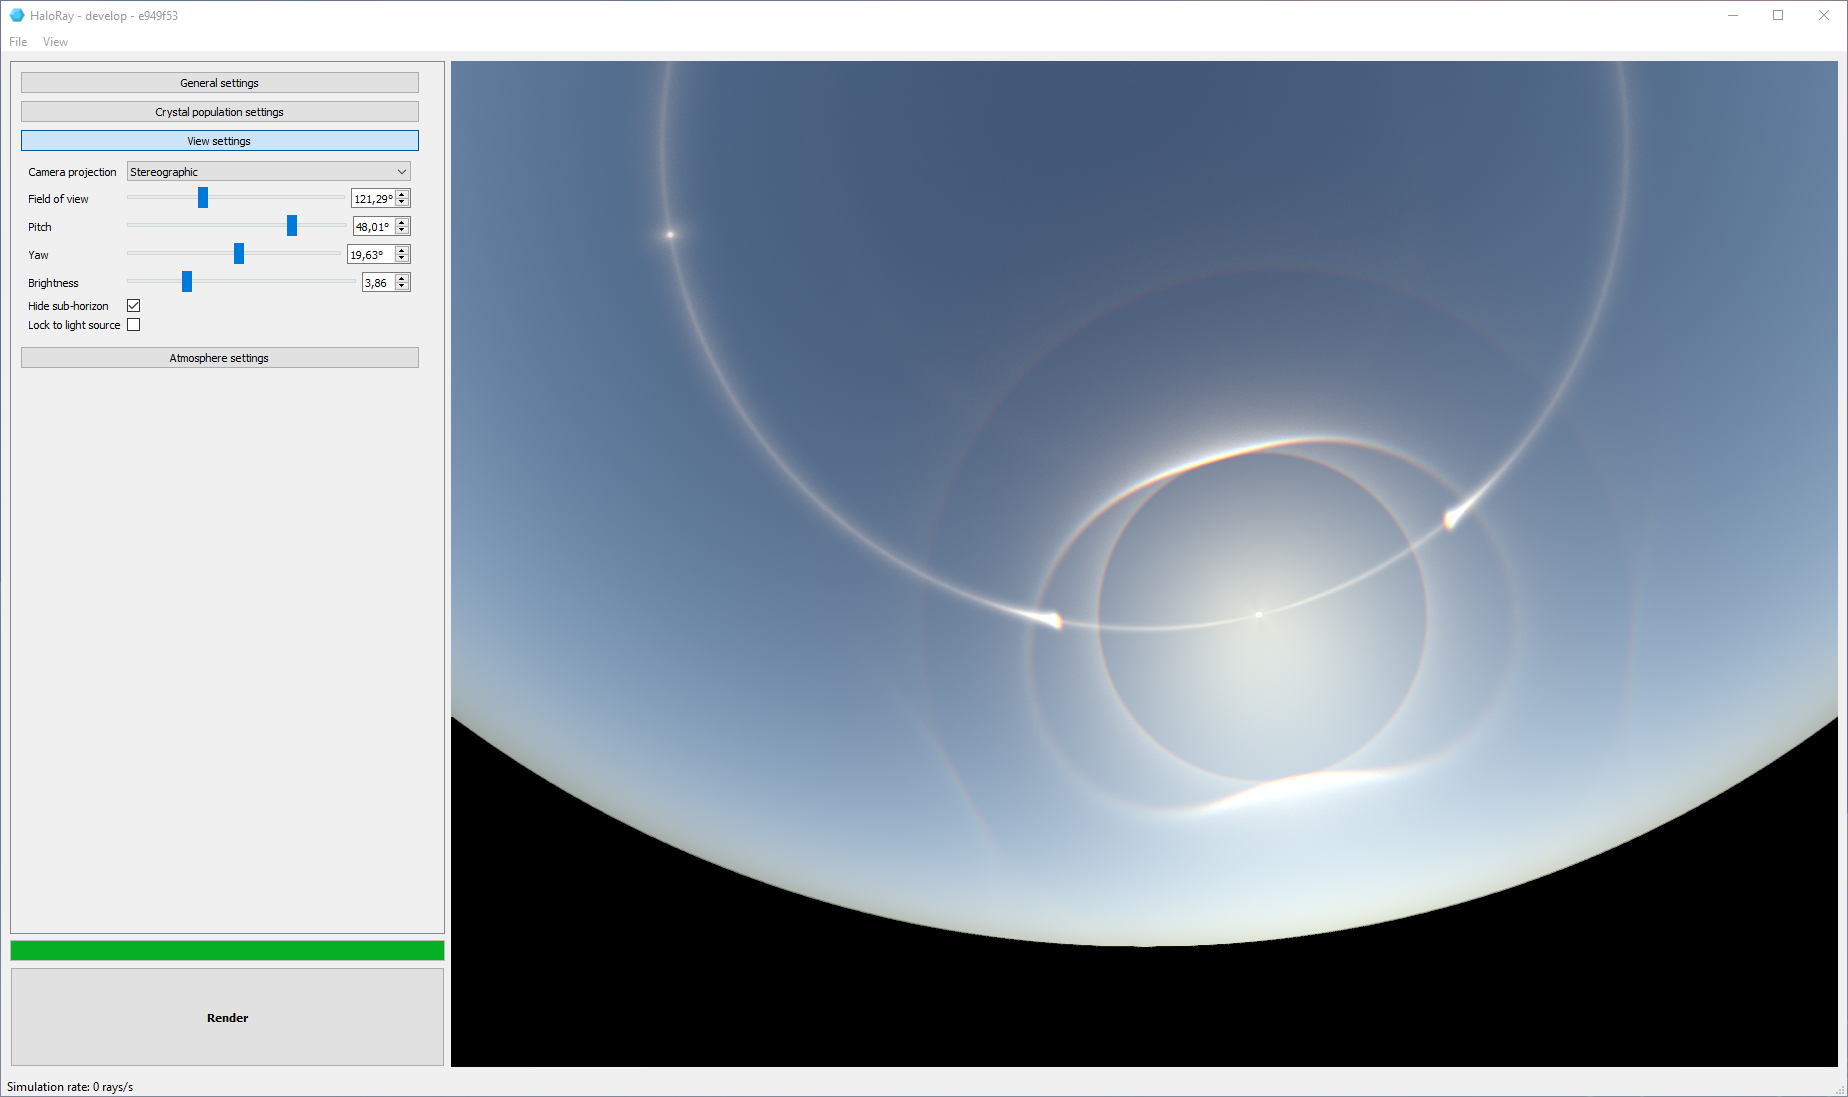 HaloRay - develop - e949f53
File View
General settings
Crystal population settings
View settings
Camera projection Stereographic
Field of view 121,29°
Pitch 48,01°
Yaw 19,63°
Brightness 3,86
Hide sub-horizon
Lock to light source
Atmosphere settings
Render
Simulation rate: 0 rays/s